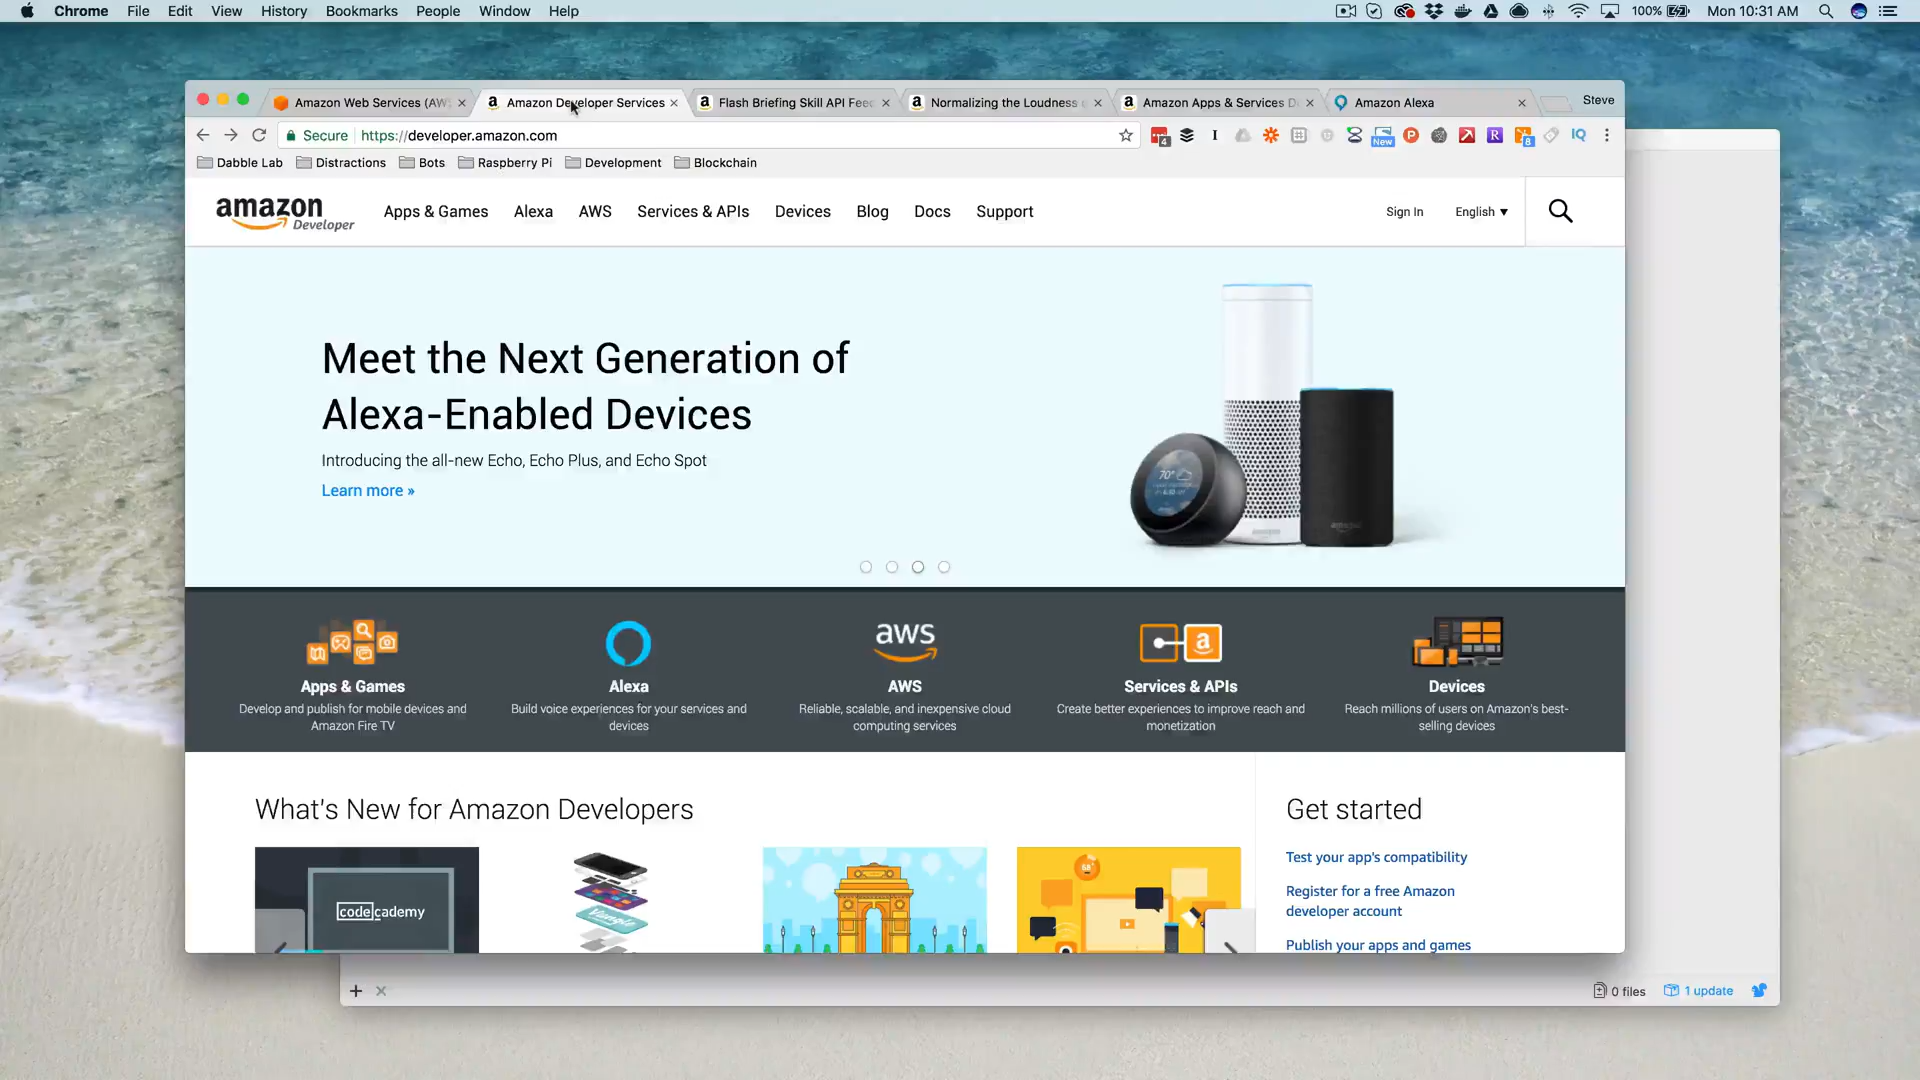 Chrome File Edit View History Bookmarks People Window Help 100% Mon 10:31 AM
Amazon Web Services (AW
Amazon Developer Services
Flash Briefing Skill API Feed
Normalizing the Loudness o
Amazon Apps & Services D
Amazon Alexa
Steve
Secure https://developer.amazon.com
4 I New P R 8 IQ
Dabble Lab Distractions Bots Raspberry Pi Development Blockchain
amazon
Developer
Apps & Games Alexa AWS Services & APIs Devices Blog Docs Support Sign In English
Meet the Next Generation of
Alexa-Enabled Devices
Introducing the all-new Echo, Echo Plus, and Echo Spot
Learn more »
70°
aws
Apps & Games
Develop and publish for mobile devices and
Amazon Fire TV
Alexa
Build voice experiences for your services and
devices
AWS
Reliable, scalable, and inexpensive cloud
computing services
Services & APIs
Create better experiences to improve reach and
monetization
Devices
Reach millions of users on Amazon's best-
selling devices
What's New for Amazon Developers
codecademy
Vungle
68°
Get started
Test your app's compatibility
Register for a free Amazon
developer account
Publish your apps and games
0 files 1 update